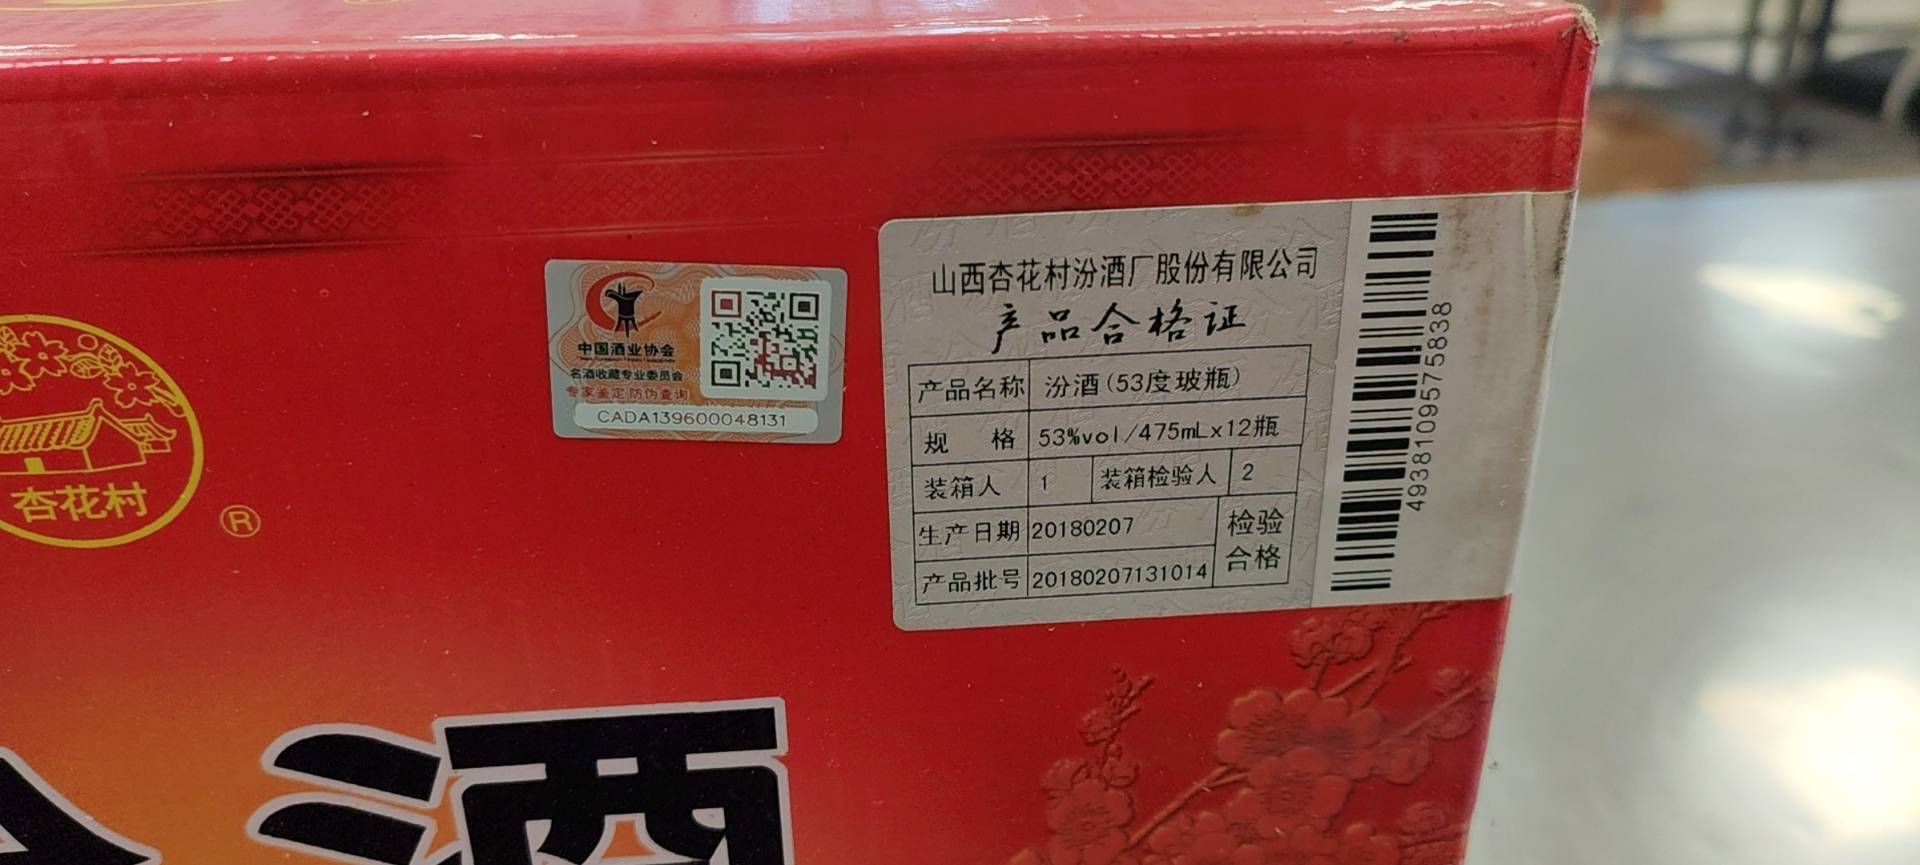 杏花村
®
中国酒业协会
名酒收藏专业委员会
专家鉴定 防伪查询
CADA139600048131
山西杏花村汾酒厂股份有限公司
产品合格证
产品名称 汾酒(53度玻瓶)
规 格 53%vol/475mLx12瓶
装箱人 1 装箱检验人 2
生产日期 20180207
产品批号 20180207131014
检验
合格
4938109575838
酒